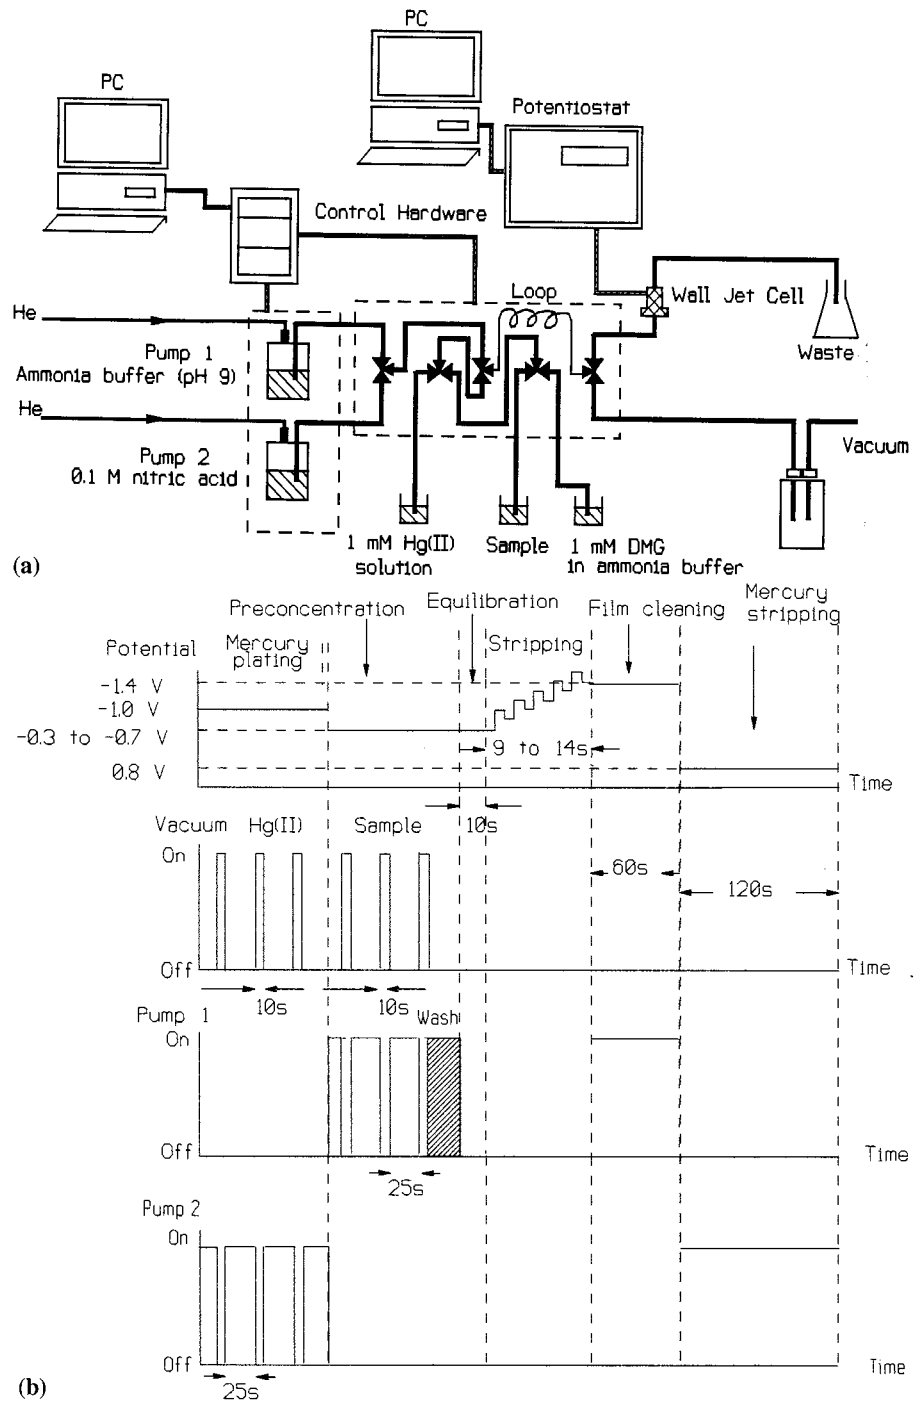 PC
PC
Potentiostat
Control Hardware
Loop
He
Wall Jet Cell
Pump 1
Ammonia buffer (pH 9)
Waste
He
Vacuum
Pump 2
0.1 M nitric acid
1 mM Hg(II)
solution
Sample
1 mM DMG
in ammonia buffer
(a)
Preconcentration
Equilibration
Film cleaning
Mercury
stripping
Potential
Mercury
plating
Stripping
-1.4 V
-1.0 V
-0.3 to -0.7 V
9 to 14s
0.8 V
Time
10s
Vacuum
Hg(II)
Sample
On
60s
120s
Off
Time
10s
10s
Pump 1
Wash
On
Off
Time
25s
Pump 2
On
Off
Time
25s
(b)